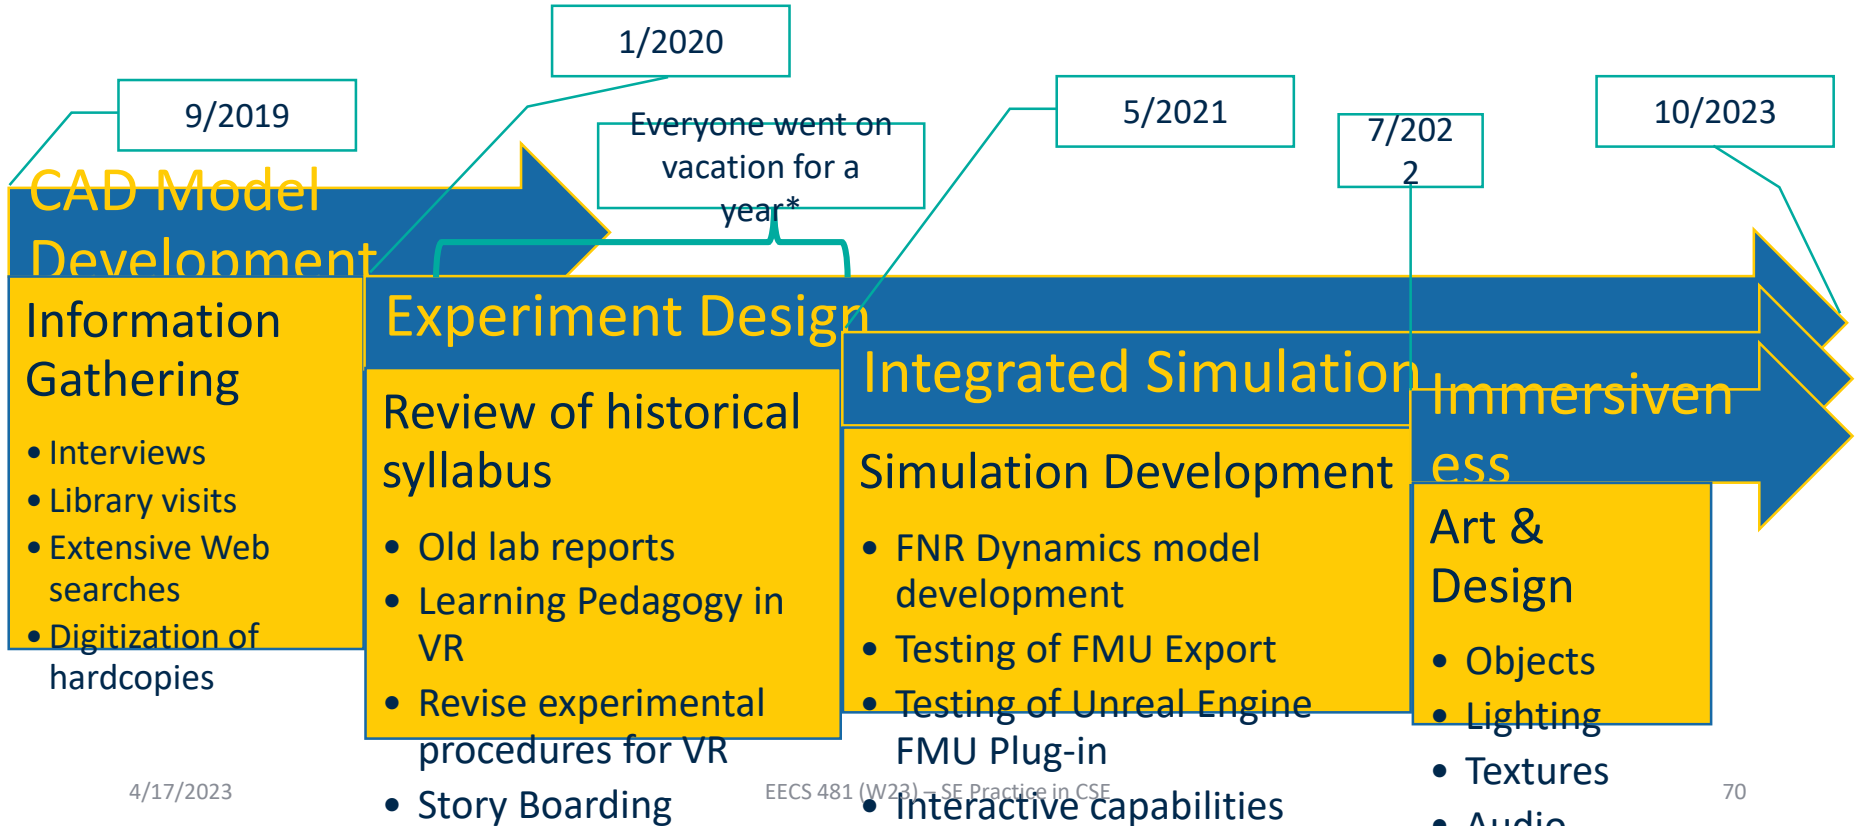 1/2020
9/2019
Everyone went on
vacation for a
year*
5/2021
7/202
2
10/2023
CAD Model
Development
Information
Gathering
• Interviews
• Library visits
• Extensive Web
searches
• Digitization of
hardcopies
Experiment Design
Review of historical
syllabus
• Old lab reports
• Learning Pedagogy in
VR
• Revise experimental
procedures for VR
• Story Boarding
Integrated Simulation
Simulation Development
• FNR Dynamics model
development
• Testing of FMU Export
• Testing of Unreal Engine
FMU Plug-in
• Interactive capabilities
Immersiven
ess
Art &
Design
• Objects
• Lighting
• Textures
• Audio
4/17/2023
EECS 481 (W23) – SE Practice in CSE
70